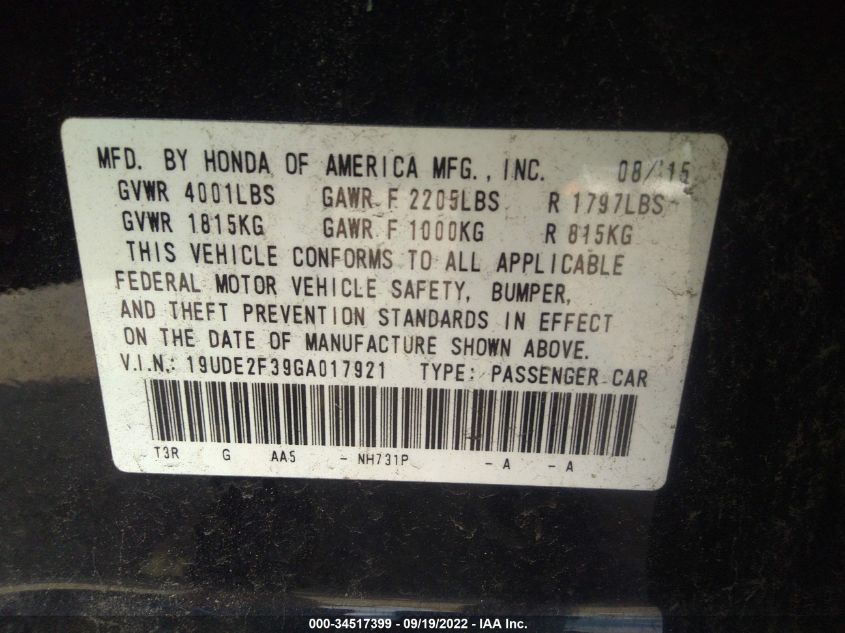 MFD. BY HONDA OF AMERICA MFG., INC. 08/15
GVWR 4001LBS GAWR F 2205LBS R 1797LBS
GVWR 1815KG GAWR F 1000KG R 815KG
THIS VEHICLE CONFORMS TO ALL APPLICABLE
FEDERAL MOTOR VEHICLE SAFETY, BUMPER,
AND THEFT PREVENTION STANDARDS IN EFFECT
ON THE DATE OF MANUFACTURE SHOWN ABOVE.
V.I.N.: 19UDE2F39GA017921 TYPE: PASSENGER CAR
T3R G AA5 - NH731P - A - A
000-34517399 - 09/19/2022 - IAA Inc.